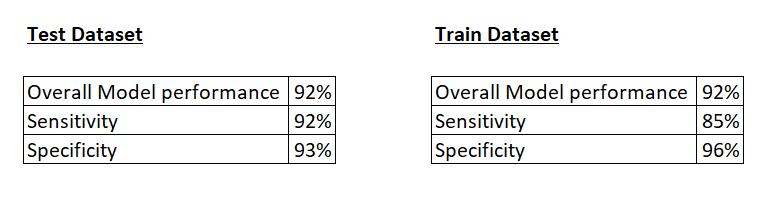 Test Dataset
Overall Model performance 92%
Sensitivity 92%
Specificity 93%
Train Dataset
Overall Model performance 92%
Sensitivity 85%
Specificity 96%